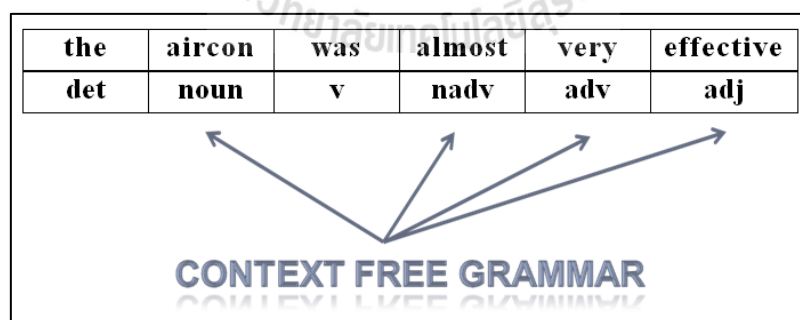 the aircon was almost very effective
det noun v nadv adv adj
CONTEXT FREE GRAMMAR